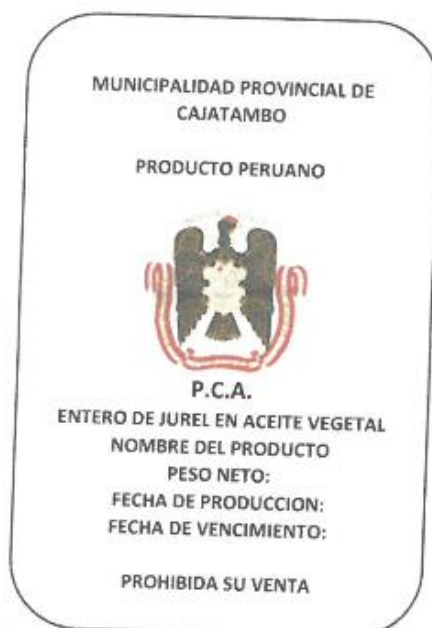 MUNICIPALIDAD PROVINCIAL DE
CAJATAMBO
PRODUCTO PERUANO
P.C.A.
ENTERO DE JUREL EN ACEITE VEGETAL
NOMBRE DEL PRODUCTO
PESO NETO:
FECHA DE PRODUCCION:
FECHA DE VENCIMIENTO:
PROHIBIDA SU VENTA